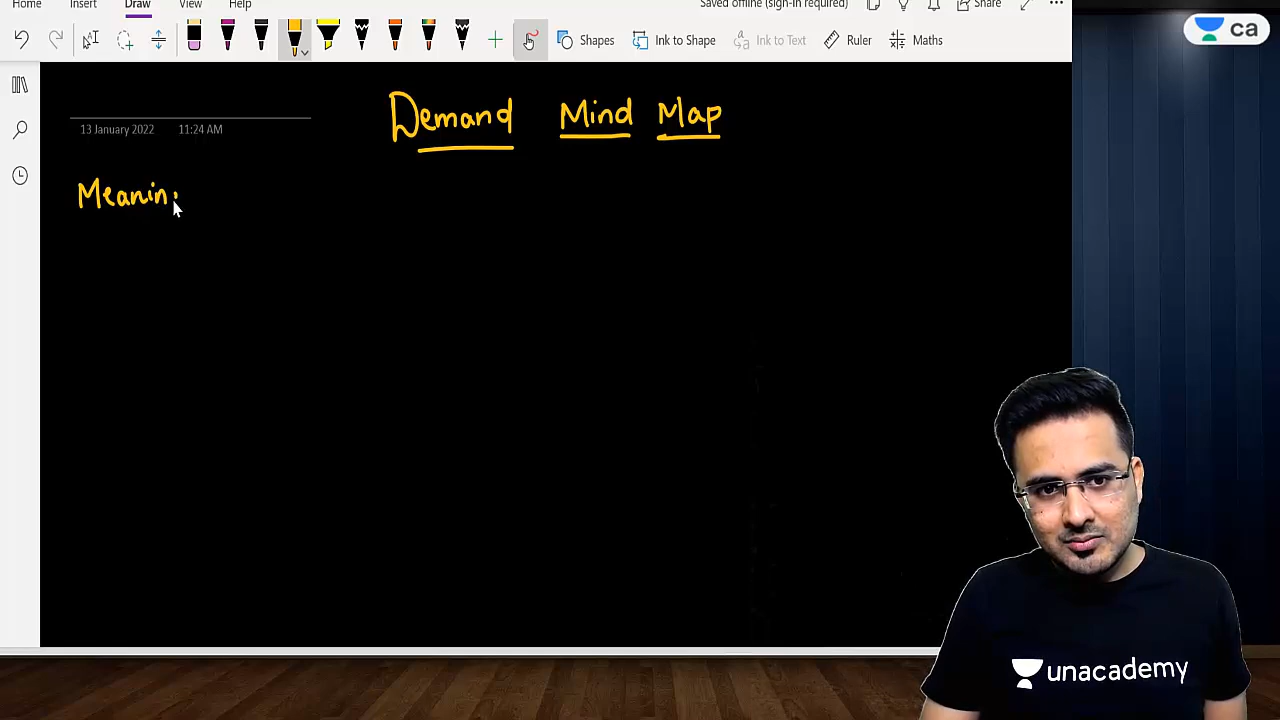 Home Insert Draw View Help Saved offline (sign-in required) Share
Shapes Ink to Shape Ink to Text Ruler Maths
ca
Demand Mind Map
13 January 2022 11:24 AM
Meanin
unacademy